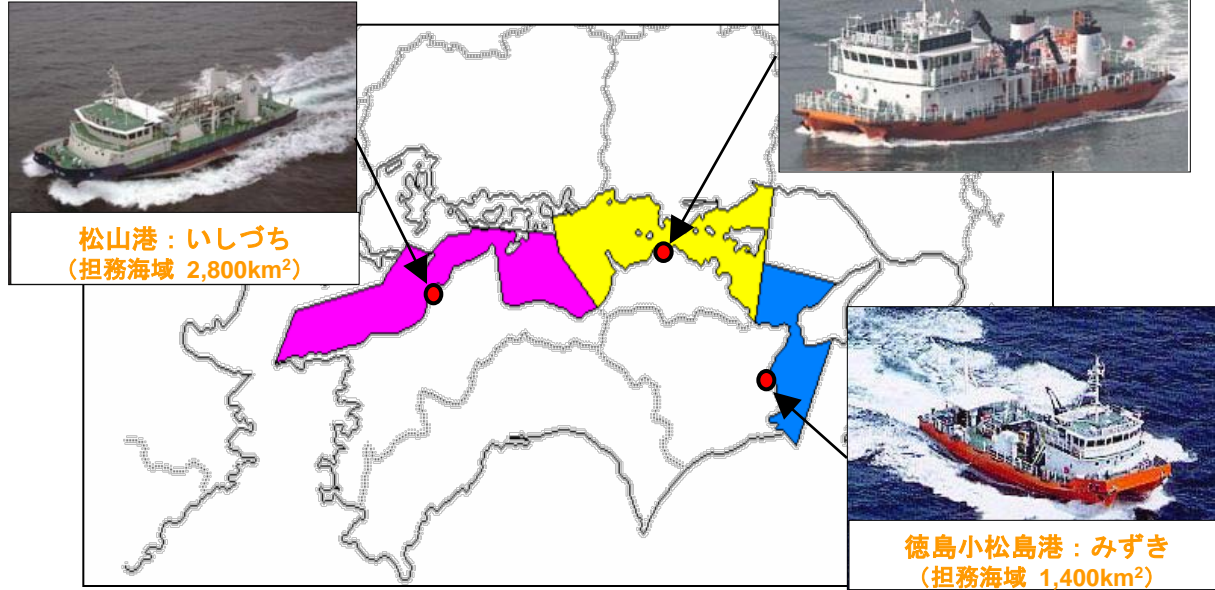 松山港：いしづち
（担務海域 2,800km²）
徳島小松島港：みずき
（担務海域 1,400km²）